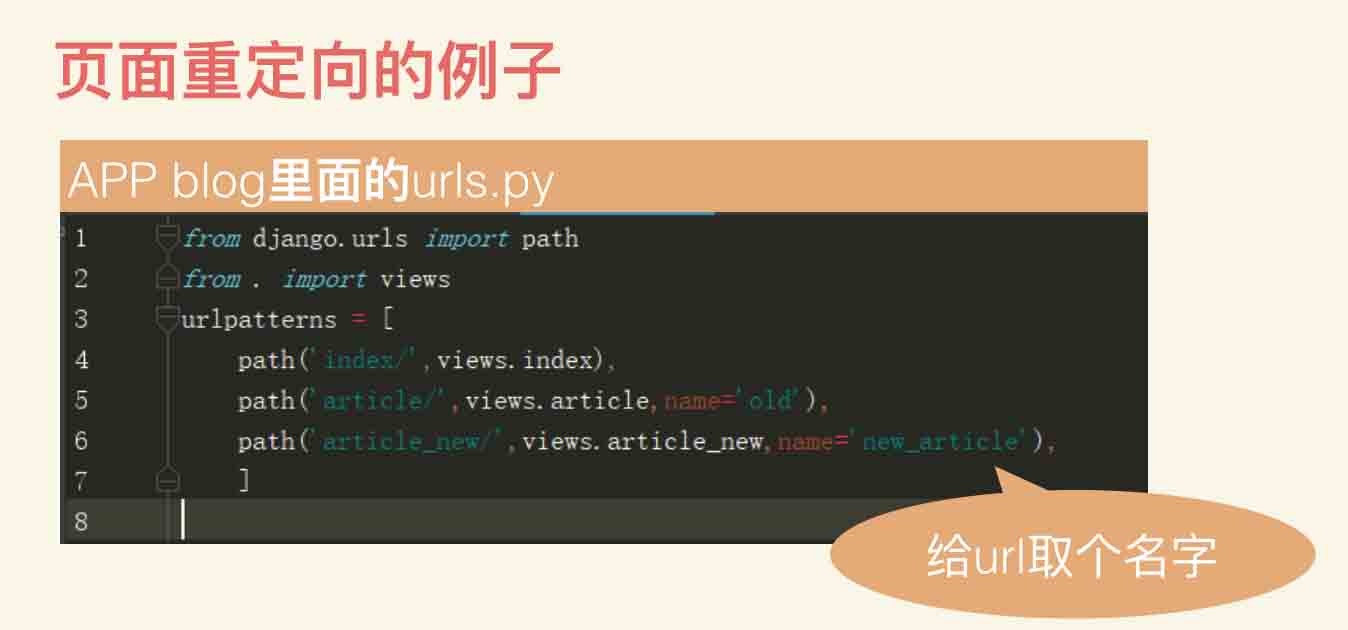 页面重定向的例子
APP blog里面的urls.py
1 from django.urls import path
2 from . import views
3 urlpatterns = [
4 path('index/',views.index),
5 path('article/',views.article,name='old'),
6 path('article_new/',views.article_new,name='new_article'),
7 ]
8
给url取个名字